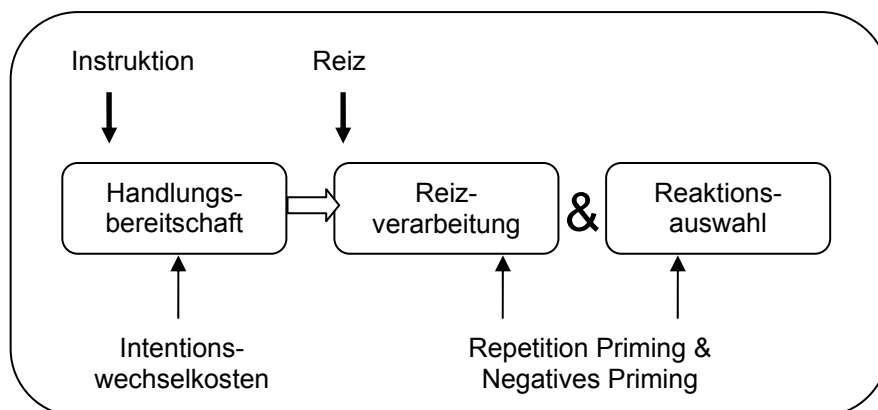 Instruktion
Reiz
Handlungs-
bereitschaft
Reiz-
verarbeitung
&
Reaktions-
auswahl
Intentions-
wechselkosten
Repetition Priming &
Negatives Priming